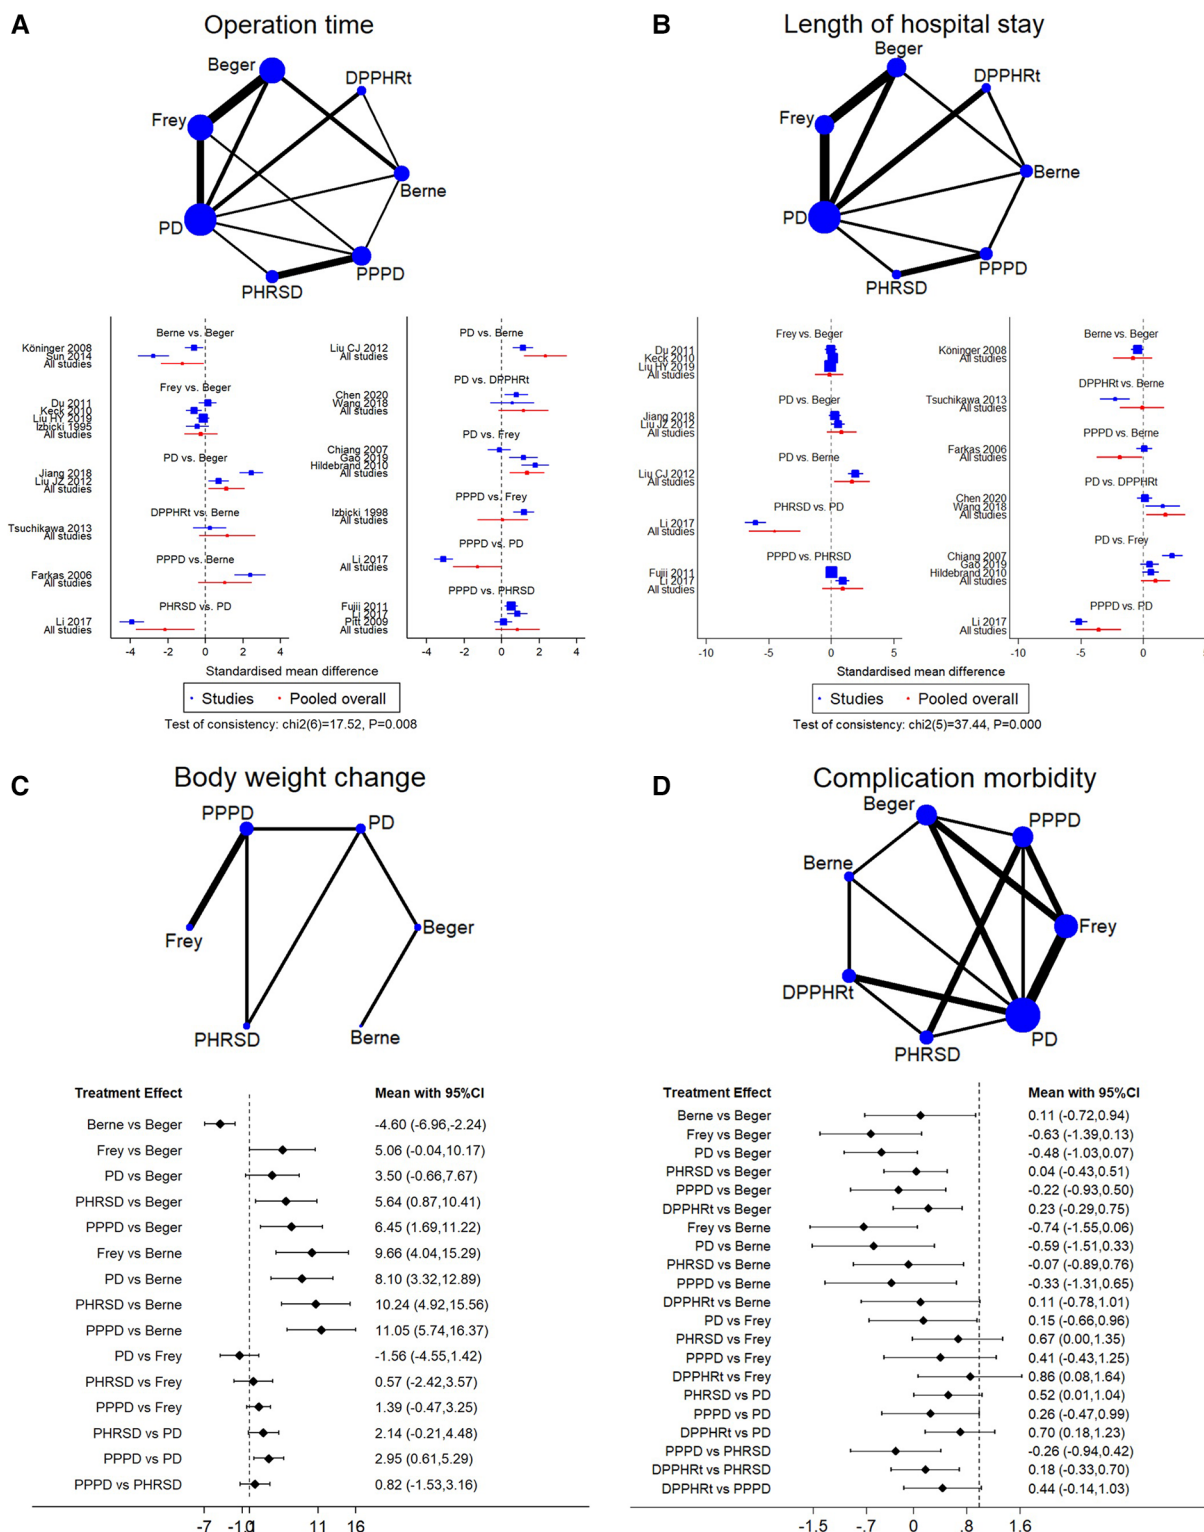 A
Operation time
Beger
DPPHRt
Frey
Berne
PD
PPPD
PHRSD
Berne vs. Beger
Köninger 2008
Sun 2014
All studies
Frey vs. Beger
Du 2011
Keck 2010
Liu HY 2019
Izbicki 1995
All studies
PD vs. Beger
Jiang 2018
Liu JZ 2012
All studies
DPPHRt vs. Berne
Tsuchikawa 2013
All studies
PPPD vs. Berne
Farkas 2006
All studies
PHRSD vs. PD
Li 2017
All studies
-4 -2 0 2 4
PD vs. Berne
Liu CJ 2012
All studies
PD vs. DPPHRt
Chen 2020
Wang 2018
All studies
PD vs. Frey
Chiang 2007
Gao 2019
Hildebrand 2010
All studies
PPPD vs. Frey
Izbicki 1998
All studies
PPPD vs. PD
Li 2017
All studies
PPPD vs. PHRSD
Fujii 2011
Li 2017
Pitt 2009
All studies
-4 -2 0 2 4
Standardised mean difference
Studies Pooled overall
Test of consistency: chi2(6)=17.52, P=0.008
B
Length of hospital stay
Beger
DPPHRt
Frey
Berne
PD
PPPD
PHRSD
Frey vs. Beger
Du 2011
Keck 2010
Liu HY 2019
All studies
PD vs. Beger
Jiang 2018
Liu JZ 2012
All studies
PD vs. Berne
Liu CJ 2012
All studies
PHRSD vs. PD
Li 2017
All studies
PPPD vs. PHRSD
Fujii 2011
Li 2017
All studies
-10 -5 0 5
Berne vs. Beger
Köninger 2008
All studies
DPPHRt vs. Berne
Tsuchikawa 2013
All studies
PPPD vs. Berne
Farkas 2006
All studies
PD vs. DPPHRt
Chen 2020
Wang 2018
All studies
PD vs. Frey
Chiang 2007
Gao 2019
Hildebrand 2010
All studies
PPPD vs. PD
Li 2017
All studies
-10 -5 0
Standardised mean difference
Studies Pooled overall
Test of consistency: chi2(5)=37.44, P=0.000
C
Body weight change
PPPD
PD
Frey
Beger
PHRSD
Berne
Treatment Effect Mean with 95%CI
Berne vs Beger -4.60 (-6.96,-2.24)
Frey vs Beger 5.06 (-0.04,10.17)
PD vs Beger 3.50 (-0.66,7.67)
PHRSD vs Beger 5.64 (0.87,10.41)
PPPD vs Beger 6.45 (1.69,11.22)
Frey vs Berne 9.66 (4.04,15.29)
PD vs Berne 8.10 (3.32,12.89)
PHRSD vs Berne 10.24 (4.92,15.56)
PPPD vs Berne 11.05 (5.74,16.37)
PD vs Frey -1.56 (-4.55,1.42)
PHRSD vs Frey 0.57 (-2.42,3.57)
PPPD vs Frey 1.39 (-0.47,3.25)
PHRSD vs PD 2.14 (-0.21,4.48)
PPPD vs PD 2.95 (0.61,5.29)
PPPD vs PHRSD 0.82 (-1.53,3.16)
-7 11 16
D
Complication morbidity
Beger
PPPD
Berne
Frey
DPPHRt
PHRSD
PD
Treatment Effect Mean with 95%CI
Berne vs Beger 0.11 (-0.72,0.94)
Frey vs Beger -0.63 (-1.39,0.13)
PD vs Beger -0.48 (-1.03,0.07)
PHRSD vs Beger 0.04 (-0.43,0.51)
PPPD vs Beger -0.22 (-0.93,0.50)
DPPHRt vs Beger 0.23 (-0.29,0.75)
Frey vs Berne -0.74 (-1.55,0.06)
PD vs Berne -0.59 (-1.51,0.33)
PHRSD vs Berne -0.07 (-0.89,0.76)
PPPD vs Berne -0.33 (-1.31,0.65)
DPPHRt vs Berne 0.11 (-0.78,1.01)
PD vs Frey 0.15 (-0.66,0.96)
PHRSD vs Frey 0.67 (0.00,1.35)
PPPD vs Frey 0.41 (-0.43,1.25)
DPPHRt vs Frey 0.86 (0.08,1.64)
PHRSD vs PD 0.52 (0.01,1.04)
PPPD vs PD 0.26 (-0.47,0.99)
DPPHRt vs PD 0.70 (0.18,1.23)
PPPD vs PHRSD -0.26 (-0.94,0.42)
DPPHRt vs PHRSD 0.18 (-0.33,0.70)
DPPHRt vs PPPD 0.44 (-0.14,1.03)
-1.5 -.7 0 .8 1.6